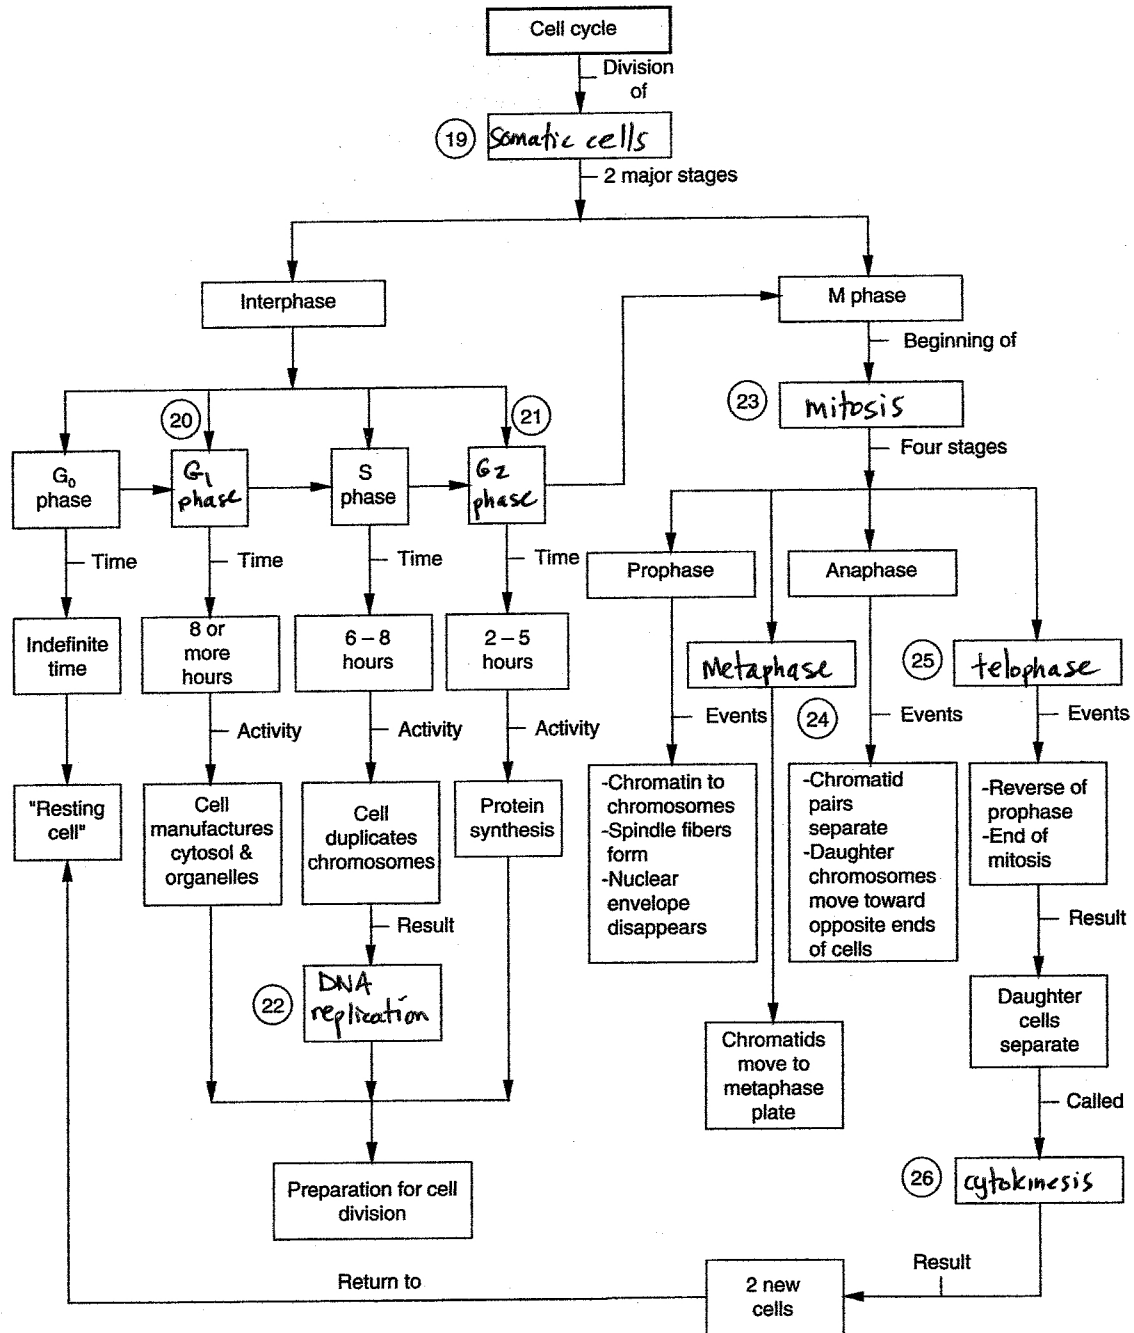 Cell cycle
Division
of
19
Somatic cells
2 major stages
Interphase
M phase
Beginning of
23
mitosis
Four stages
20
21
G0
phase
G1
phase
S
phase
G2
phase
Time
Time
Time
Time
Prophase
Anaphase
Indefinite
time
8 or
more
hours
6 – 8
hours
2 – 5
hours
Metaphase
24
25
telophase
Activity
Activity
Activity
Events
Events
Events
"Resting
cell"
Cell
manufactures
cytosol &
organelles
Cell
duplicates
chromosomes
Protein
synthesis
-Chromatin to
chromosomes
-Spindle fibers
form
-Nuclear
envelope
disappears
-Chromatid
pairs
separate
-Daughter
chromosomes
move toward
opposite ends
of cells
-Reverse of
prophase
-End of
mitosis
Result
Result
22
DNA
replication
Chromatids
move to
metaphase
plate
Daughter
cells
separate
Called
26
cytokinesis
Preparation for cell
division
Result
Return to
2 new
cells